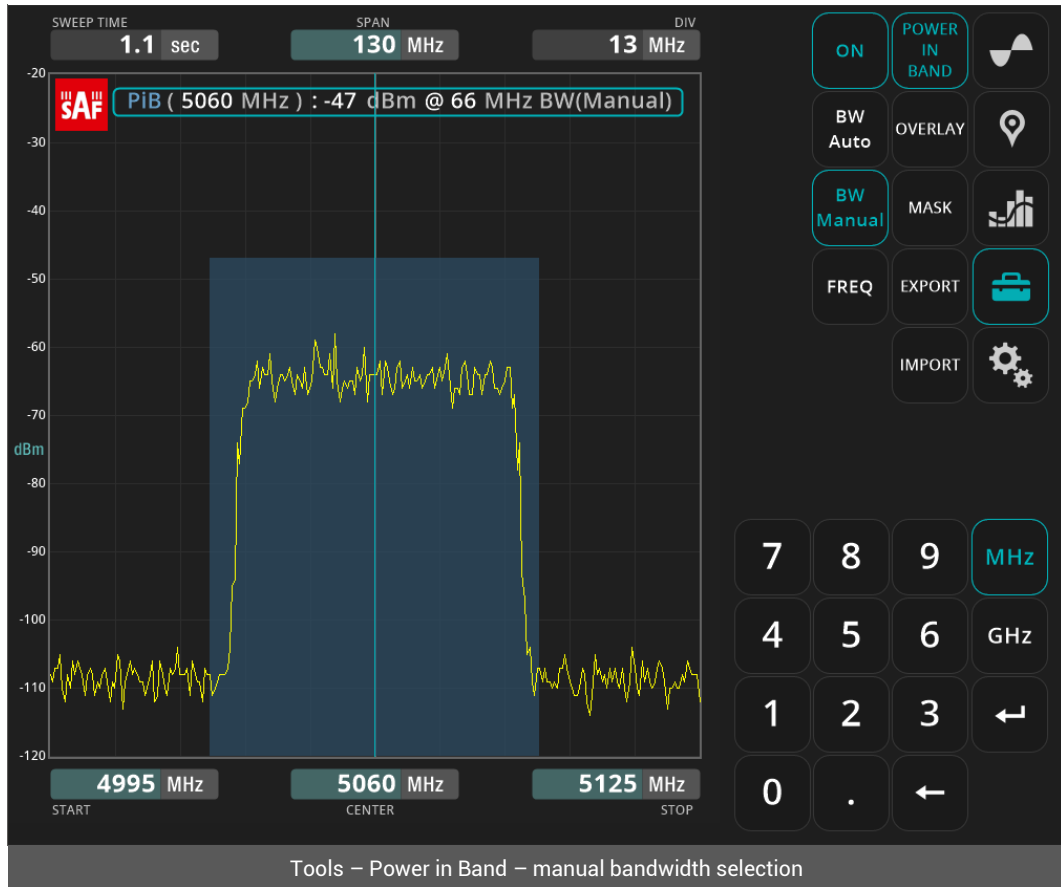 SWEEP TIME
1.1 sec
SPAN
130 MHz
DIV
13 MHz
SAF
PiB ( 5060 MHz ) : -47 dBm @ 66 MHz BW(Manual)
-20
-30
-40
-50
-60
-70
dBm
-80
-90
-100
-110
-120
4995 MHz
START
5060 MHz
CENTER
5125 MHz
STOP
ON
POWER
IN
BAND
BW
Auto
OVERLAY
BW
Manual
MASK
FREQ
EXPORT
IMPORT
7 8 9 MHz
4 5 6 GHz
1 2 3
0 .
Tools – Power in Band – manual bandwidth selection